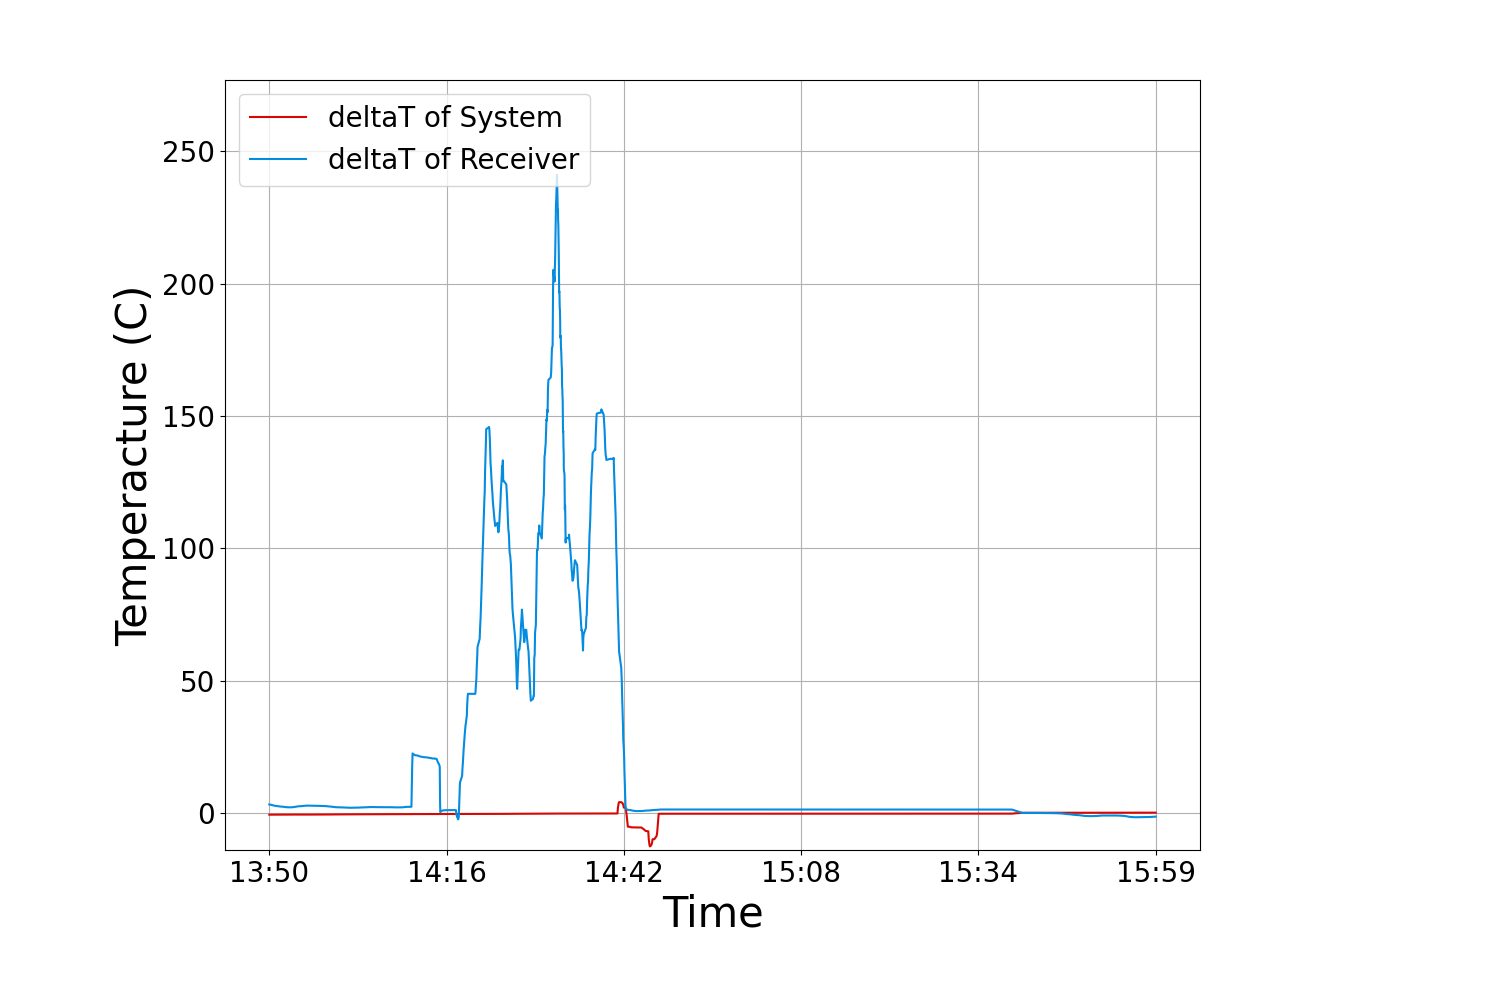 deltaT of System
deltaT of Receiver
250
200
150
100
50
0
Temperacture (C)
13:50 14:16 14:42 15:08 15:34 15:59
Time